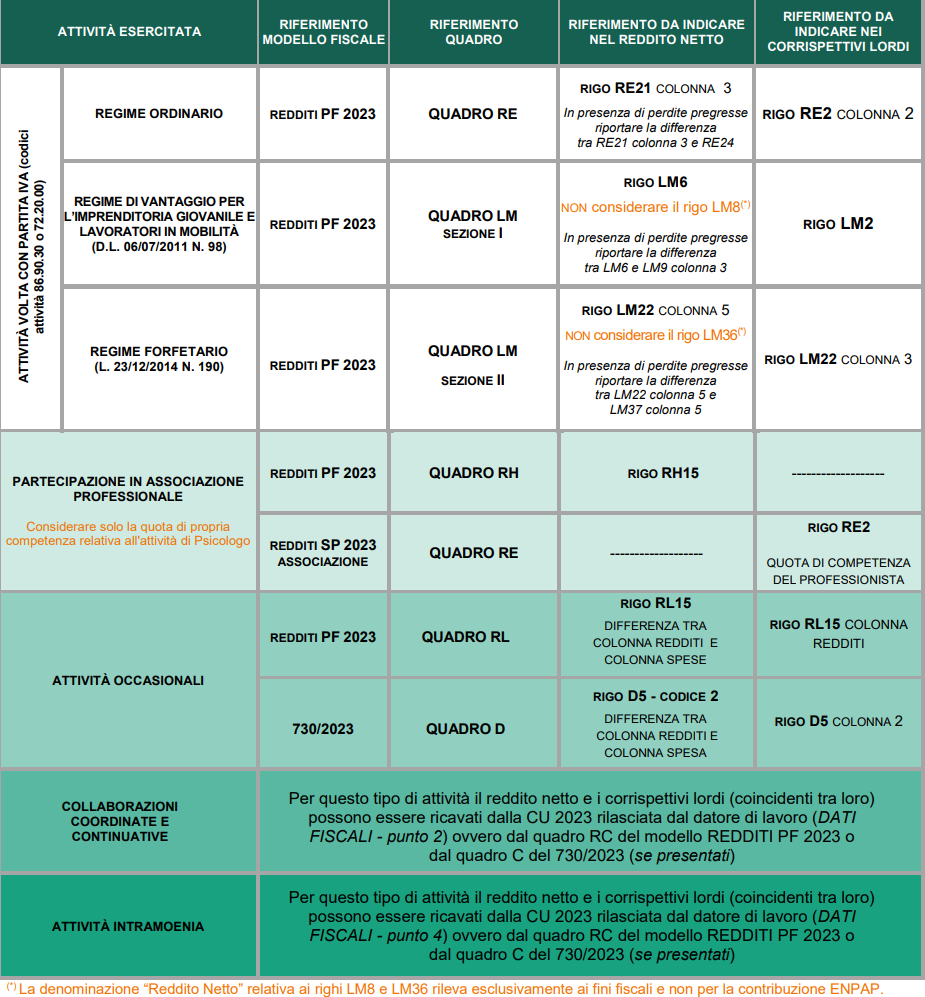 ATTIVITÀ ESERCITATA
RIFERIMENTO
MODELLO FISCALE
RIFERIMENTO
QUADRO
RIFERIMENTO DA INDICARE
NEL REDDITO NETTO
RIFERIMENTO DA
INDICARE NEI
CORRISPETTIVI LORDI
ATTIVITÀ VOLTA CON PARTITA IVA (codici
attività 86.90.30 o 72.20.00)
REGIME ORDINARIO
REDDITI PF 2023
QUADRO RE
RIGO RE21 COLONNA 3
In presenza di perdite pregresse
riportare la differenza
tra RE21 colonna 3 e RE24
RIGO RE2 COLONNA 2
REGIME DI VANTAGGIO PER
L'IMPRENDITORIA GIOVANILE E
LAVORATORI IN MOBILITÀ
(D.L. 06/07/2011 N. 98)
REDDITI PF 2023
QUADRO LM
SEZIONE I
RIGO LM6
NON considerare il rigo LM8(*)
In presenza di perdite pregresse
riportare la differenza
tra LM6 e LM9 colonna 3
RIGO LM2
REGIME FORFETARIO
(L. 23/12/2014 N. 190)
REDDITI PF 2023
QUADRO LM
SEZIONE II
RIGO LM22 COLONNA 5
NON considerare il rigo LM36(*)
In presenza di perdite pregresse
riportare la differenza
tra LM22 colonna 5 e
LM37 colonna 5
RIGO LM22 COLONNA 3
PARTECIPAZIONE IN ASSOCIAZIONE
PROFESSIONALE
Considerare solo la quota di propria
competenza relativa all'attività di Psicologo
REDDITI PF 2023
QUADRO RH
RIGO RH15
-------------------
REDDITI SP 2023
ASSOCIAZIONE
QUADRO RE
-------------------
RIGO RE2
QUOTA DI COMPETENZA
DEL PROFESSIONISTA
ATTIVITÀ OCCASIONALI
REDDITI PF 2023
QUADRO RL
RIGO RL15
DIFFERENZA TRA
COLONNA REDDITI E
COLONNA SPESE
RIGO RL15 COLONNA
REDDITI
730/2023
QUADRO D
RIGO D5 - CODICE 2
DIFFERENZA TRA
COLONNA REDDITI E
COLONNA SPESA
RIGO D5 COLONNA 2
COLLABORAZIONI
COORDINATE E
CONTINUATIVE
Per questo tipo di attività il reddito netto e i corrispettivi lordi (coincidenti tra loro)
possono essere ricavati dalla CU 2023 rilasciata dal datore di lavoro (DATI
FISCALI - punto 2) ovvero dal quadro RC del modello REDDITI PF 2023 o
dal quadro C del 730/2023 (se presentati)
ATTIVITÀ INTRAMOENIA
Per questo tipo di attività il reddito netto e i corrispettivi lordi (coincidenti tra loro)
possono essere ricavati dalla CU 2023 rilasciata dal datore di lavoro (DATI
FISCALI - punto 4) ovvero dal quadro RC del modello REDDITI PF 2023 o
dal quadro C del 730/2023 (se presentati)
(*) La denominazione “Reddito Netto” relativa ai righi LM8 e LM36 rileva esclusivamente ai fini fiscali e non per la contribuzione ENPAP.